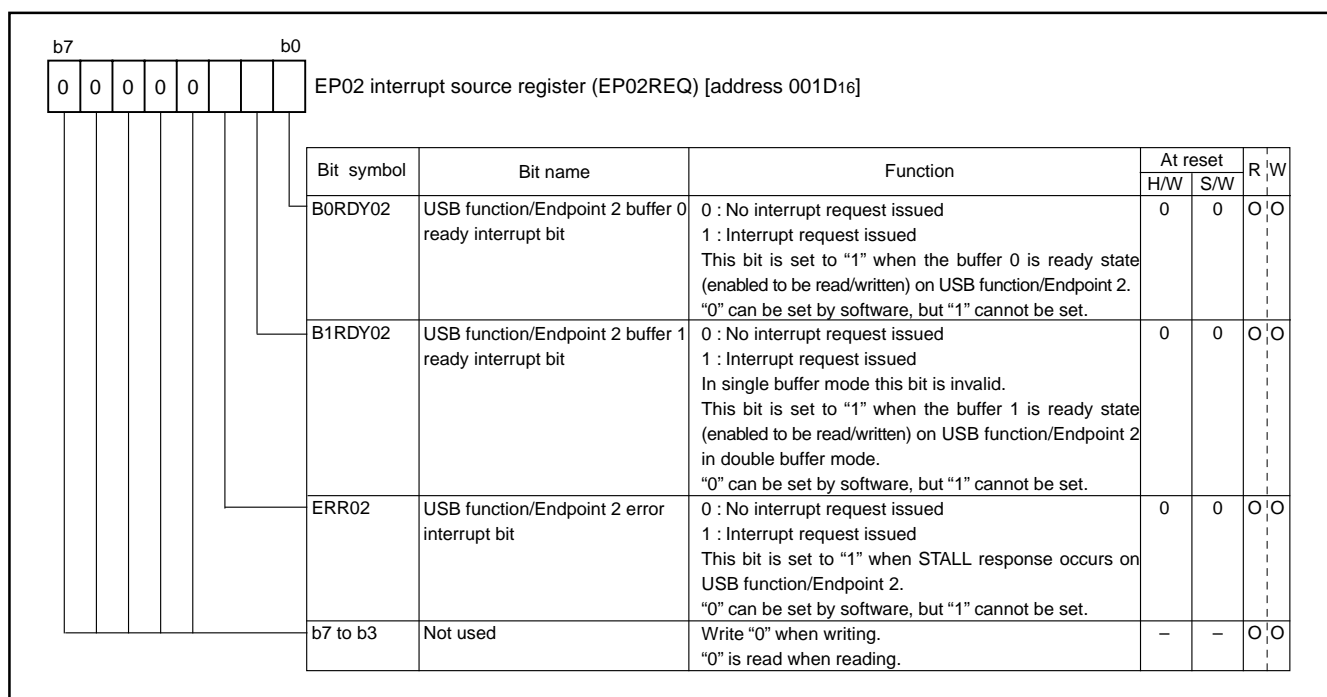 b7 b0
0 0 0 0 0 EP02 interrupt source register (EP02REQ) [address 001D16]
Bit symbol Bit name Function At reset R W
H/W S/W
B0RDY02 USB function/Endpoint 2 buffer 0 0 : No interrupt request issued 0 0 O O
ready interrupt bit 1 : Interrupt request issued
This bit is set to “1” when the buffer 0 is ready state
(enabled to be read/written) on USB function/Endpoint 2.
“0” can be set by software, but “1” cannot be set.
B1RDY02 USB function/Endpoint 2 buffer 1 0 : No interrupt request issued 0 0 O O
ready interrupt bit 1 : Interrupt request issued
In single buffer mode this bit is invalid.
This bit is set to “1” when the buffer 1 is ready state
(enabled to be read/written) on USB function/Endpoint 2
in double buffer mode.
“0” can be set by software, but “1” cannot be set.
ERR02 USB function/Endpoint 2 error 0 : No interrupt request issued 0 0 O O
interrupt bit 1 : Interrupt request issued
This bit is set to “1” when STALL response occurs on
USB function/Endpoint 2.
“0” can be set by software, but “1” cannot be set.
b7 to b3 Not used Write “0” when writing. – – O O
“0” is read when reading.